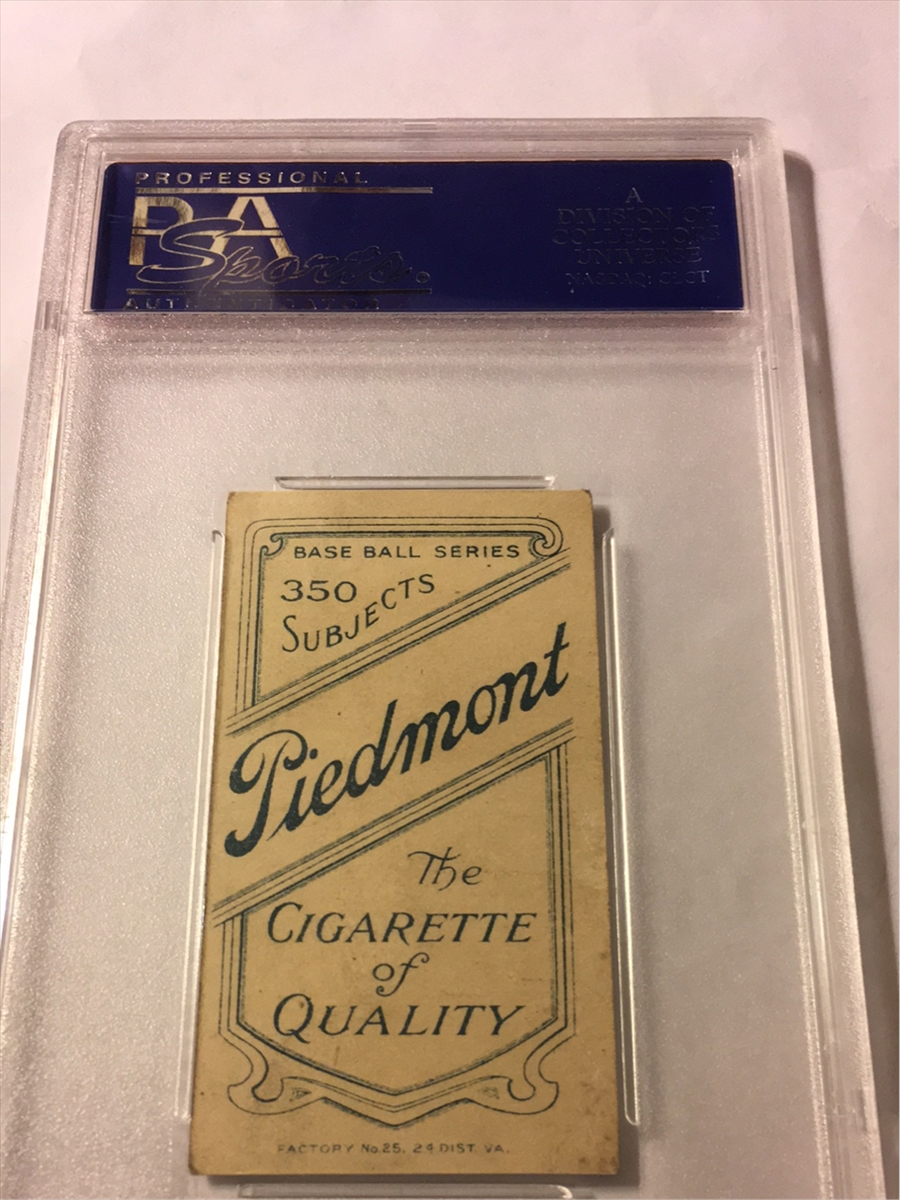 PROFESSIONAL
PSA
Sports.
AUTHENTICATOR
A
DIVISION OF
COLLECTORS
UNIVERSE
NASDAQ: CLCT
BASE BALL SERIES
350
SUBJECTS
Piedmont
The
CIGARETTE
of
QUALITY
FACTORY No. 25, 2d DIST. VA.